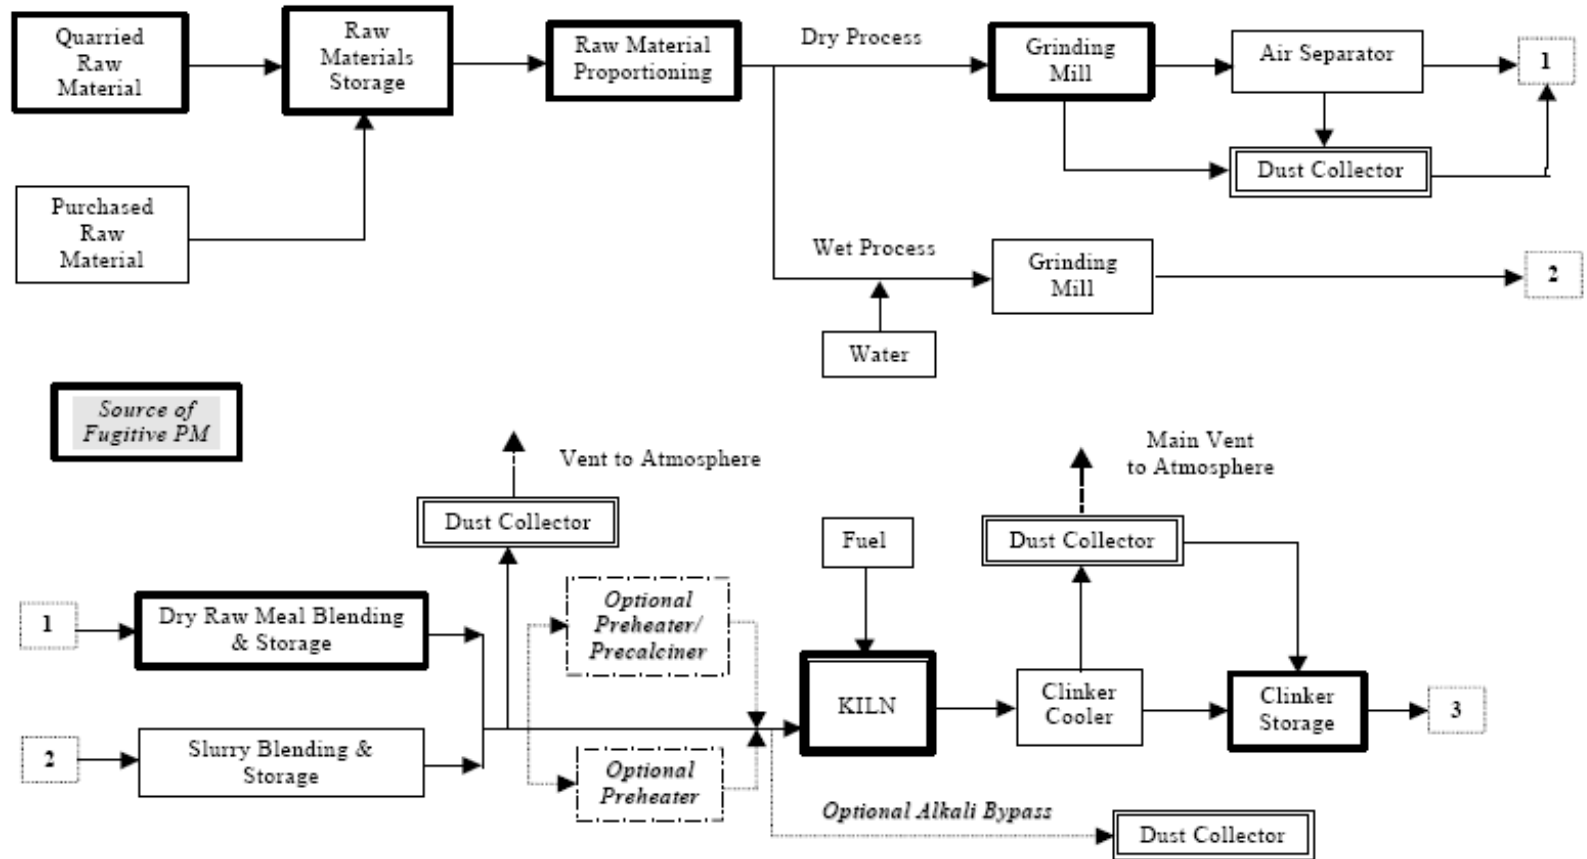 Quarried
Raw
Material
Raw
Materials
Storage
Raw Material
Proportioning
Dry Process
Grinding
Mill
Air Separator
1
Dust Collector
Purchased
Raw
Material
Wet Process
Grinding
Mill
2
Water
Source of
Fugitive PM
Vent to Atmosphere
Main Vent
to Atmosphere
Dust Collector
Fuel
Dust Collector
1
Dry Raw Meal Blending
& Storage
Optional
Preheater/
Precalciner
KILN
Clinker
Cooler
Clinker
Storage
3
2
Slurry Blending &
Storage
Optional
Preheater
Optional Alkali Bypass
Dust Collector